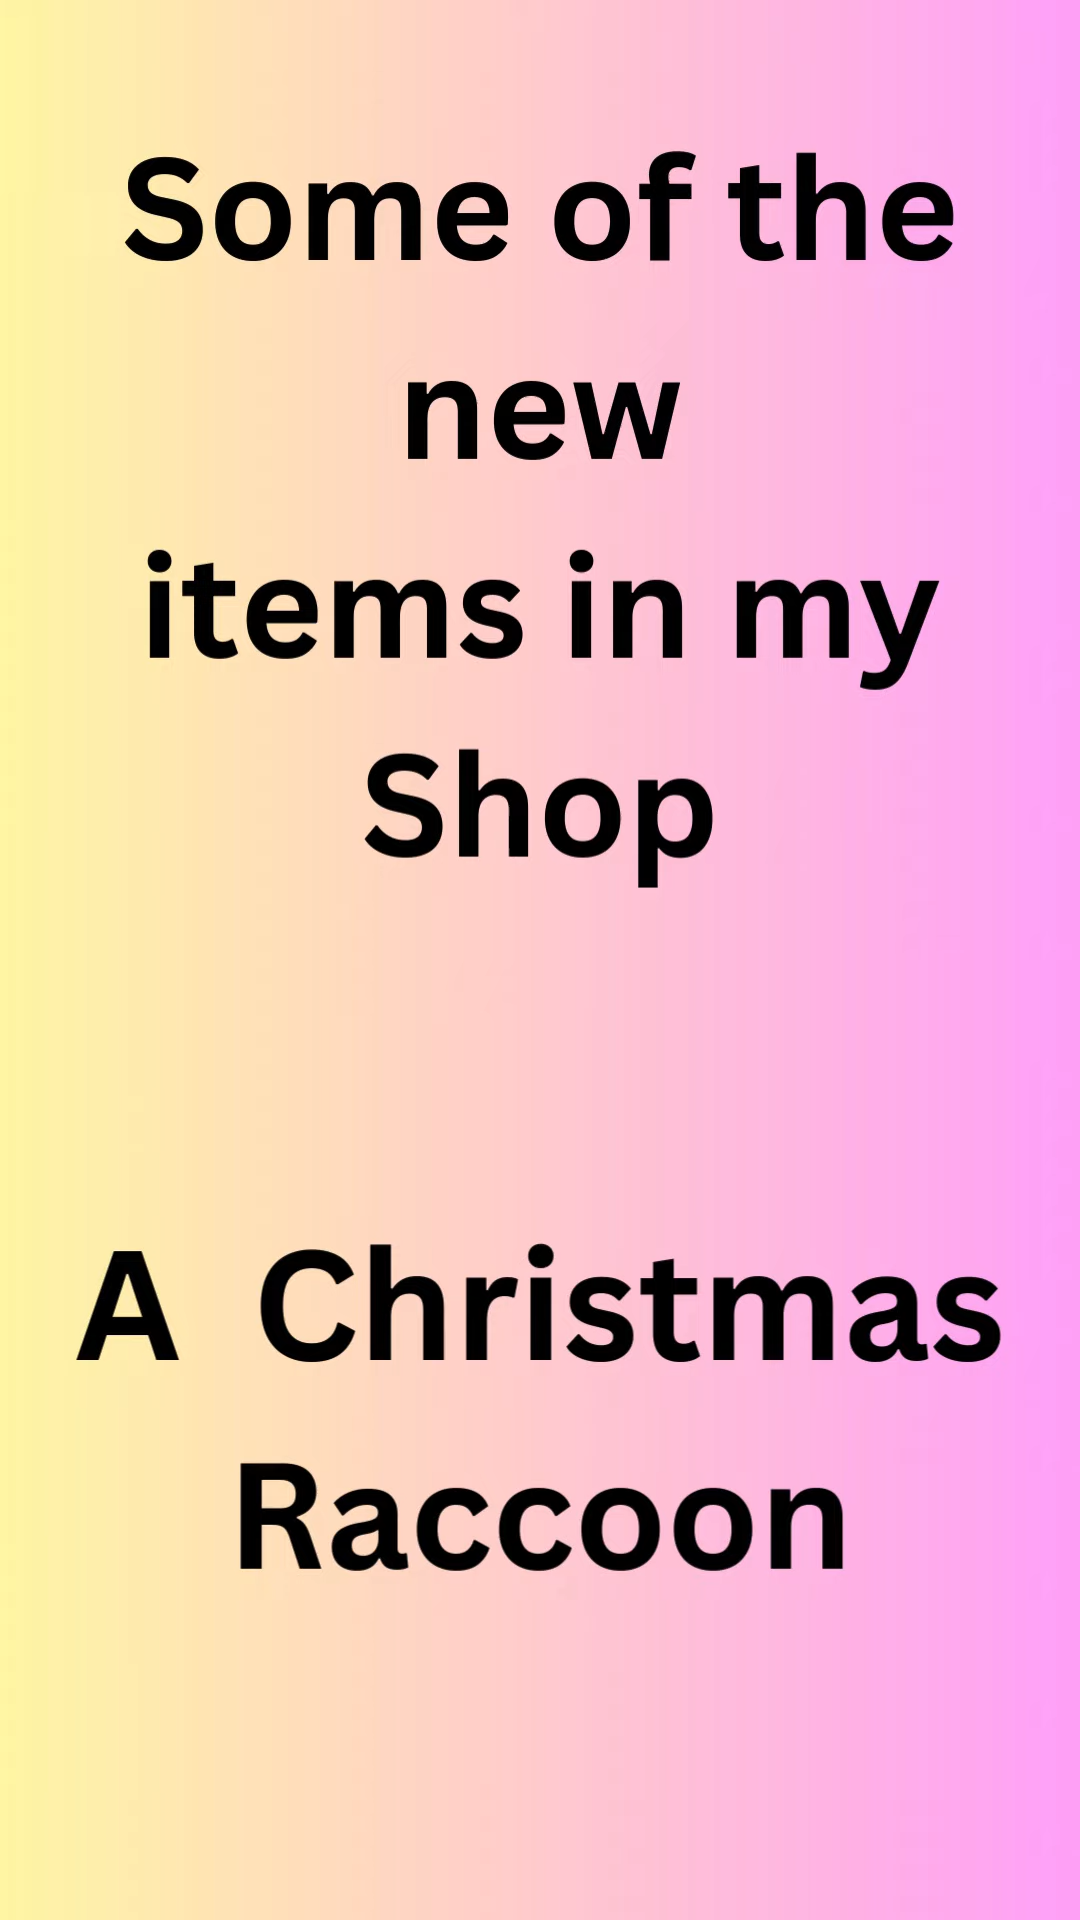 Some of the
new
items in my
Shop
A  Christmas
Raccoon